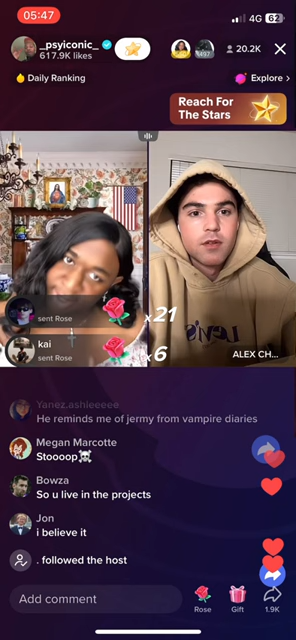 05:47
4G 62
_psyiconic_
617.9K likes
20.2K
Daily Ranking
Explore >
Reach For
The Stars
sent Rose
x21
kai
sent Rose
x6
ALEX CH...
Yanez.ashleeeee
He reminds me of jermy from vampire diaries
Megan Marcotte
Stoooop☠️
Bowza
So u live in the projects
Jon
i believe it
. followed the host
Add comment
Rose
Gift
1.9K